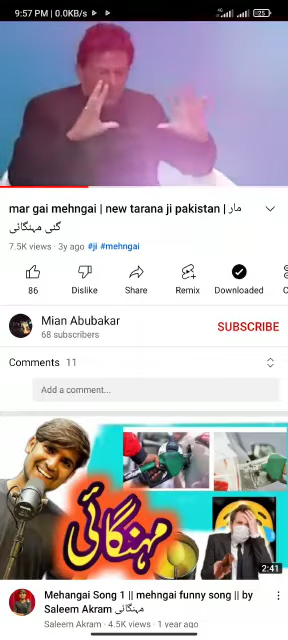 9:57 PM | 0.0KB/s
4G
25
mar gai mehngai | new tarana ji pakistan | مار
گئی مہنگائی
7.5K views · 3y ago #ji #mehngai
86
Dislike
Share
Remix
Downloaded
C
Mian Abubakar
68 subscribers
SUBSCRIBE
Comments 11
Add a comment...
مہنگائی
2:41
Mehangai Song 1 || mehngai funny song || by
Saleem Akram مہنگائی
Saleem Akram · 4.5K views · 1 year ago